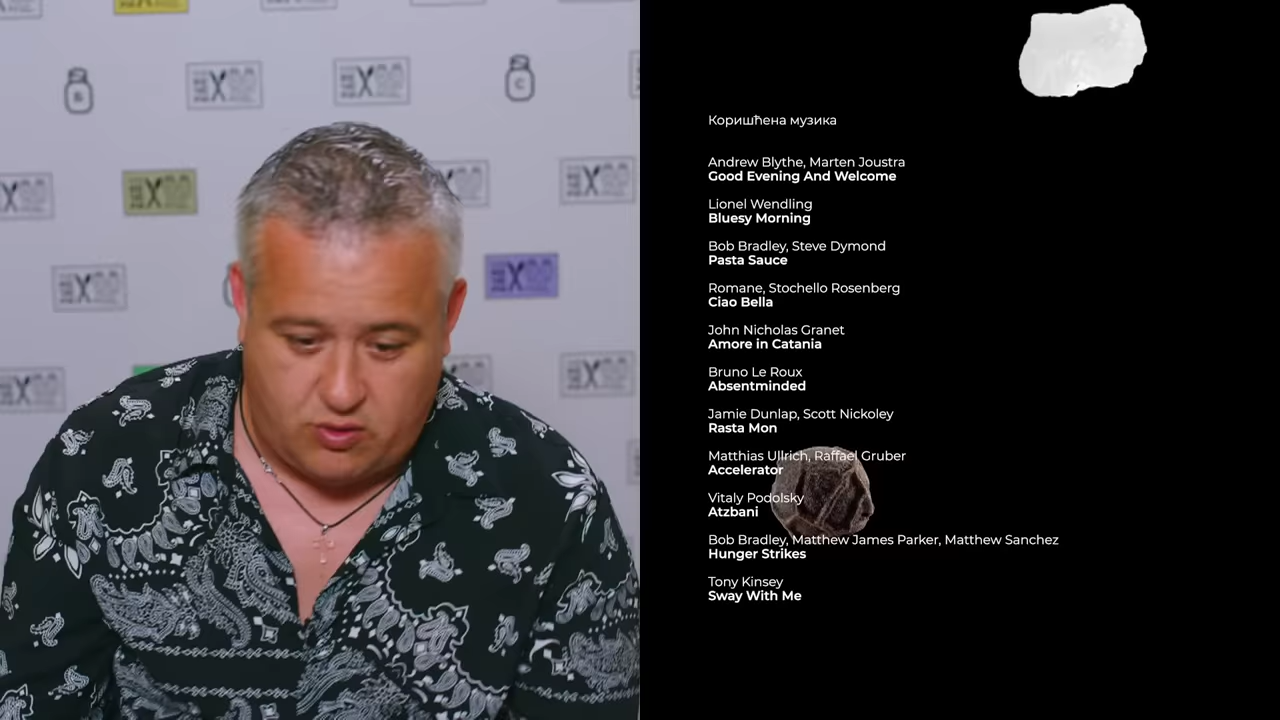 Коришћена музика
Andrew Blythe, Marten Joustra
Good Evening And Welcome
Lionel Wendling
Bluesy Morning
Bob Bradley, Steve Dymond
Pasta Sauce
Romane, Stochello Rosenberg
Ciao Bella
John Nicholas Granet
Amore in Catania
Bruno Le Roux
Absentminded
Jamie Dunlap, Scott Nickoley
Rasta Mon
Matthias Ullrich, Raffael Gruber
Accelerator
Vitaly Podolsky
Atzbani
Bob Bradley, Matthew James Parker, Matthew Sanchez
Hunger Strikes
Tony Kinsey
Sway With Me